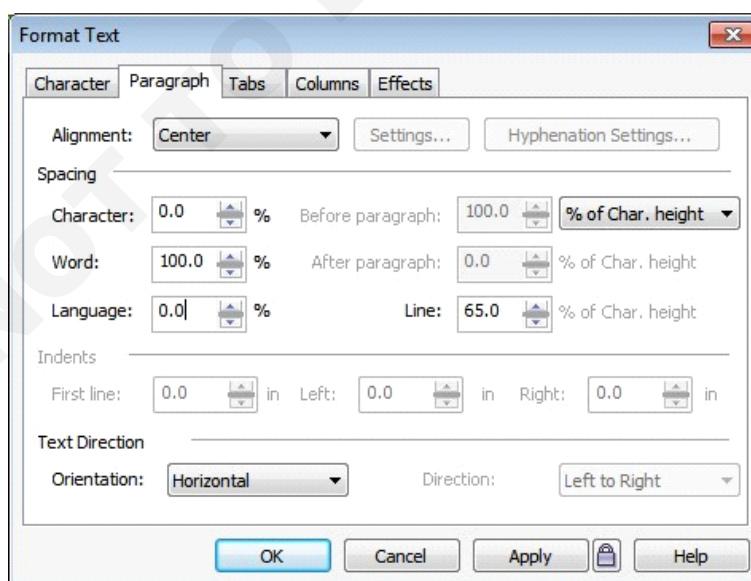 Format Text
Character Paragraph Tabs Columns Effects
Alignment: Center Settings... Hyphenation Settings...
Spacing
Character: 0.0 % Before paragraph: 100.0 % of Char. height
Word: 100.0 % After paragraph: 0.0 % of Char. height
Language: 0.0 % Line: 65.0 % of Char. height
Indents
First line: 0.0 in Left: 0.0 in Right: 0.0 in
Text Direction
Orientation: Horizontal Direction: Left to Right
OK Cancel Apply Help
NOT TO